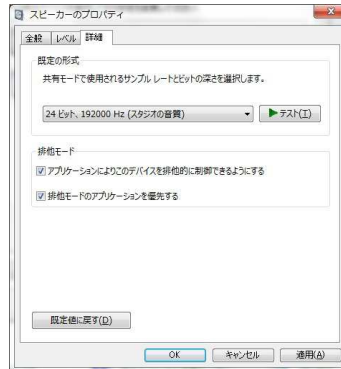 スピーカーのプロパティ
全般 レベル 詳細
既定の形式
共有モードで使用されるサンプル レートとビットの深さを選択します。
24 ビット、192000 Hz (スタジオの音質) テスト(T)
排他モード
アプリケーションによりこのデバイスを排他的に制御できるようにする
排他モードのアプリケーションを優先する
既定値に戻す(D)
OK キャンセル 適用(A)